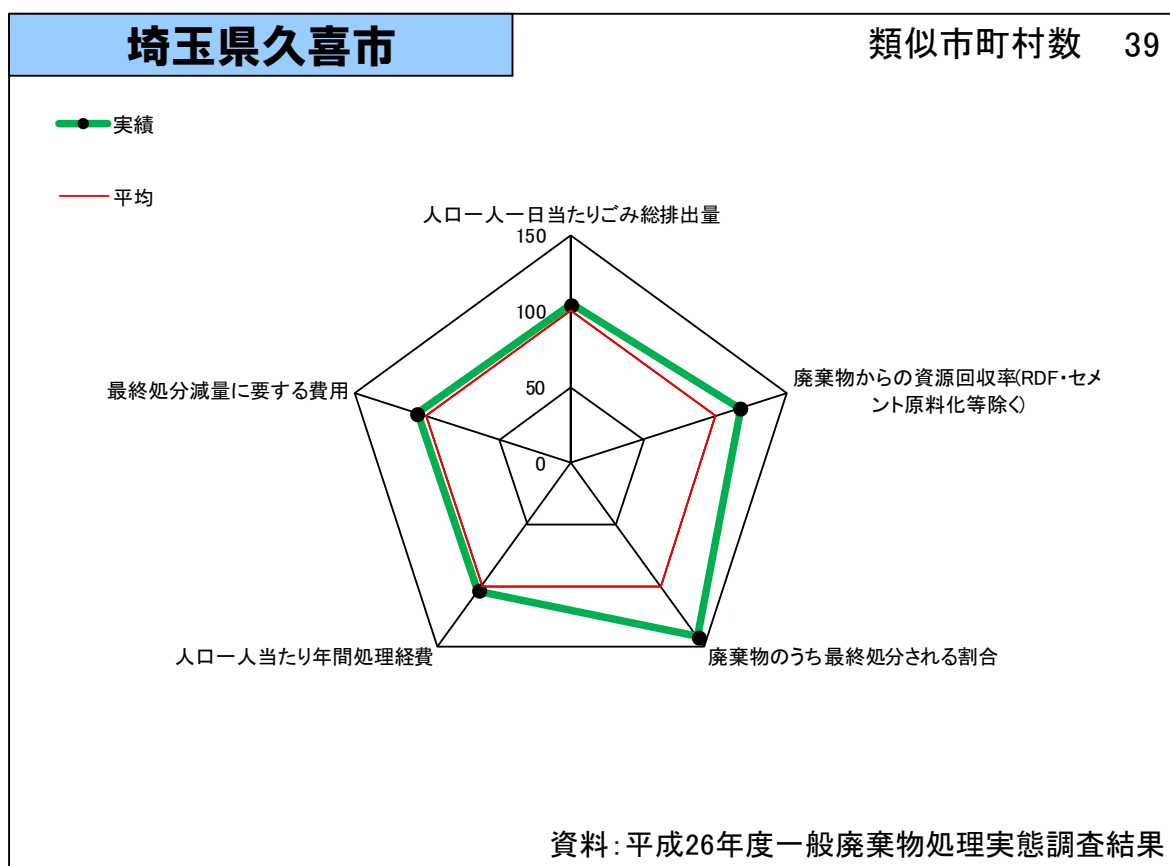 埼玉県久喜市
類似市町村数 39
実績
平均
人口一人一日当たりごみ総排出量
150
100
50
0
廃棄物からの資源回収率(RDF・セメ
ント原料化等除く)
最終処分減量に要する費用
人口一人当たり年間処理経費
廃棄物のうち最終処分される割合
資料:平成26年度一般廃棄物処理実態調査結果